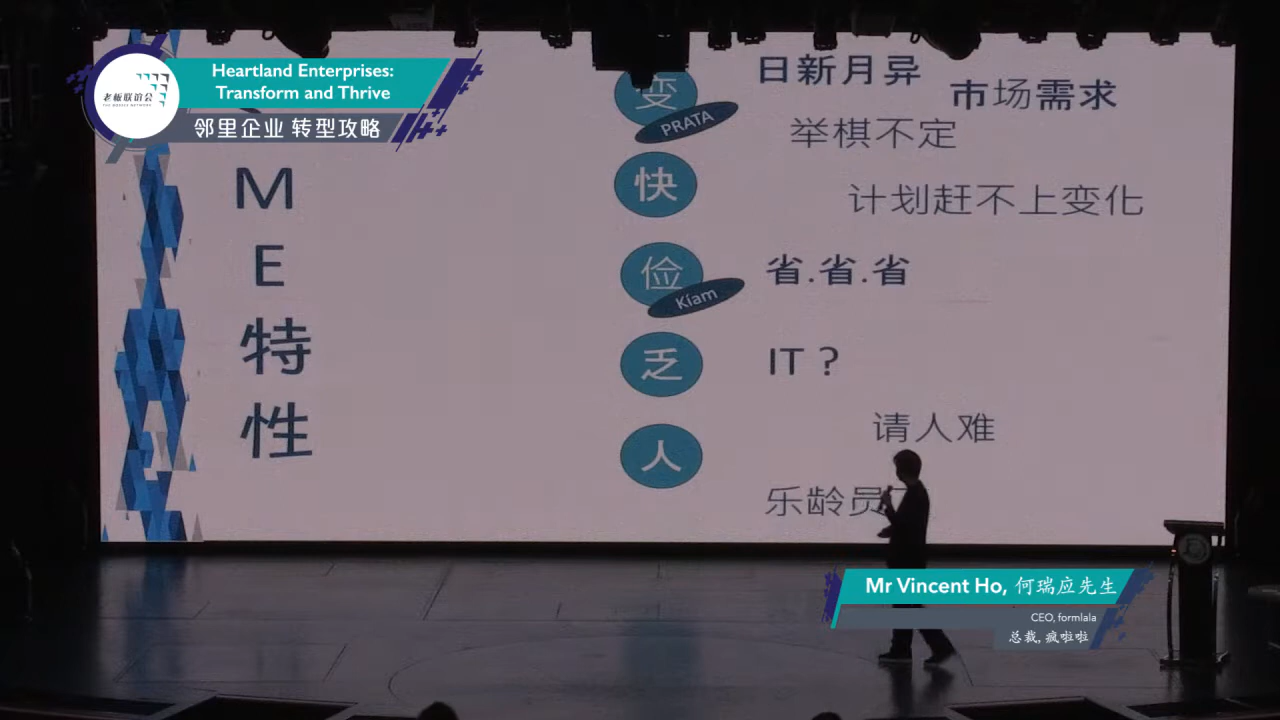 老板联谊会
THE BOSSES NETWORK
Heartland Enterprises:
Transform and Thrive
邻里企业 转型攻略
M
E
特
性
变
PRATA
日新月异
市场需求
举棋不定
快
计划赶不上变化
俭
Kiam
省.省.省
乏
IT ?
人
请人难
乐龄员
Mr Vincent Ho, 何瑞应先生
CEO, formlala
总裁, 疯啦啦